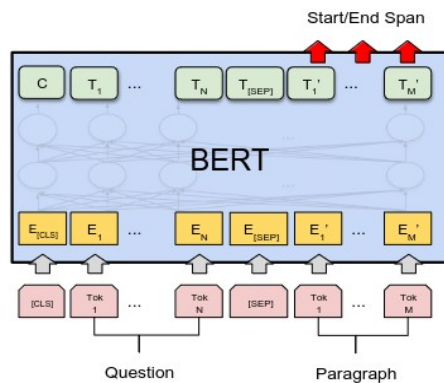 Start/End Span
C T1 ... TN T[SEP] T1' ... TM'
BERT
E[CLS] E1 ... EN E[SEP] E1' ... EM'
[CLS] Tok 1 ... Tok N [SEP] Tok 1 ... Tok M
Question Paragraph